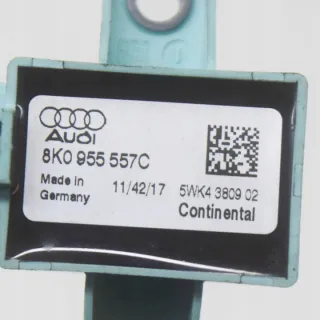 Audi
8K0 955 557C
Made in
Germany
11/42/17
5WK4 3809 02
Continental